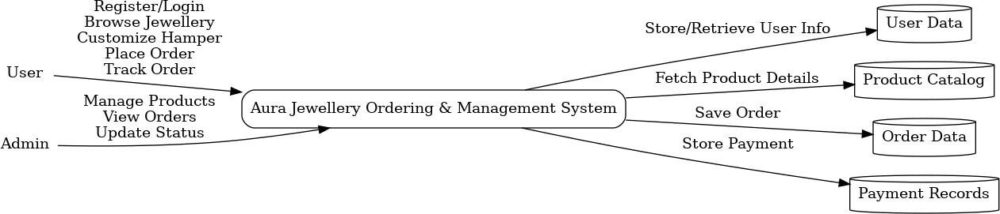 Register/Login
Browse Jewellery
Customize Hamper
Place Order
Track Order
User
Manage Products
View Orders
Update Status
Admin
Aura Jewellery Ordering & Management System
Store/Retrieve User Info
User Data
Fetch Product Details
Product Catalog
Save Order
Order Data
Store Payment
Payment Records